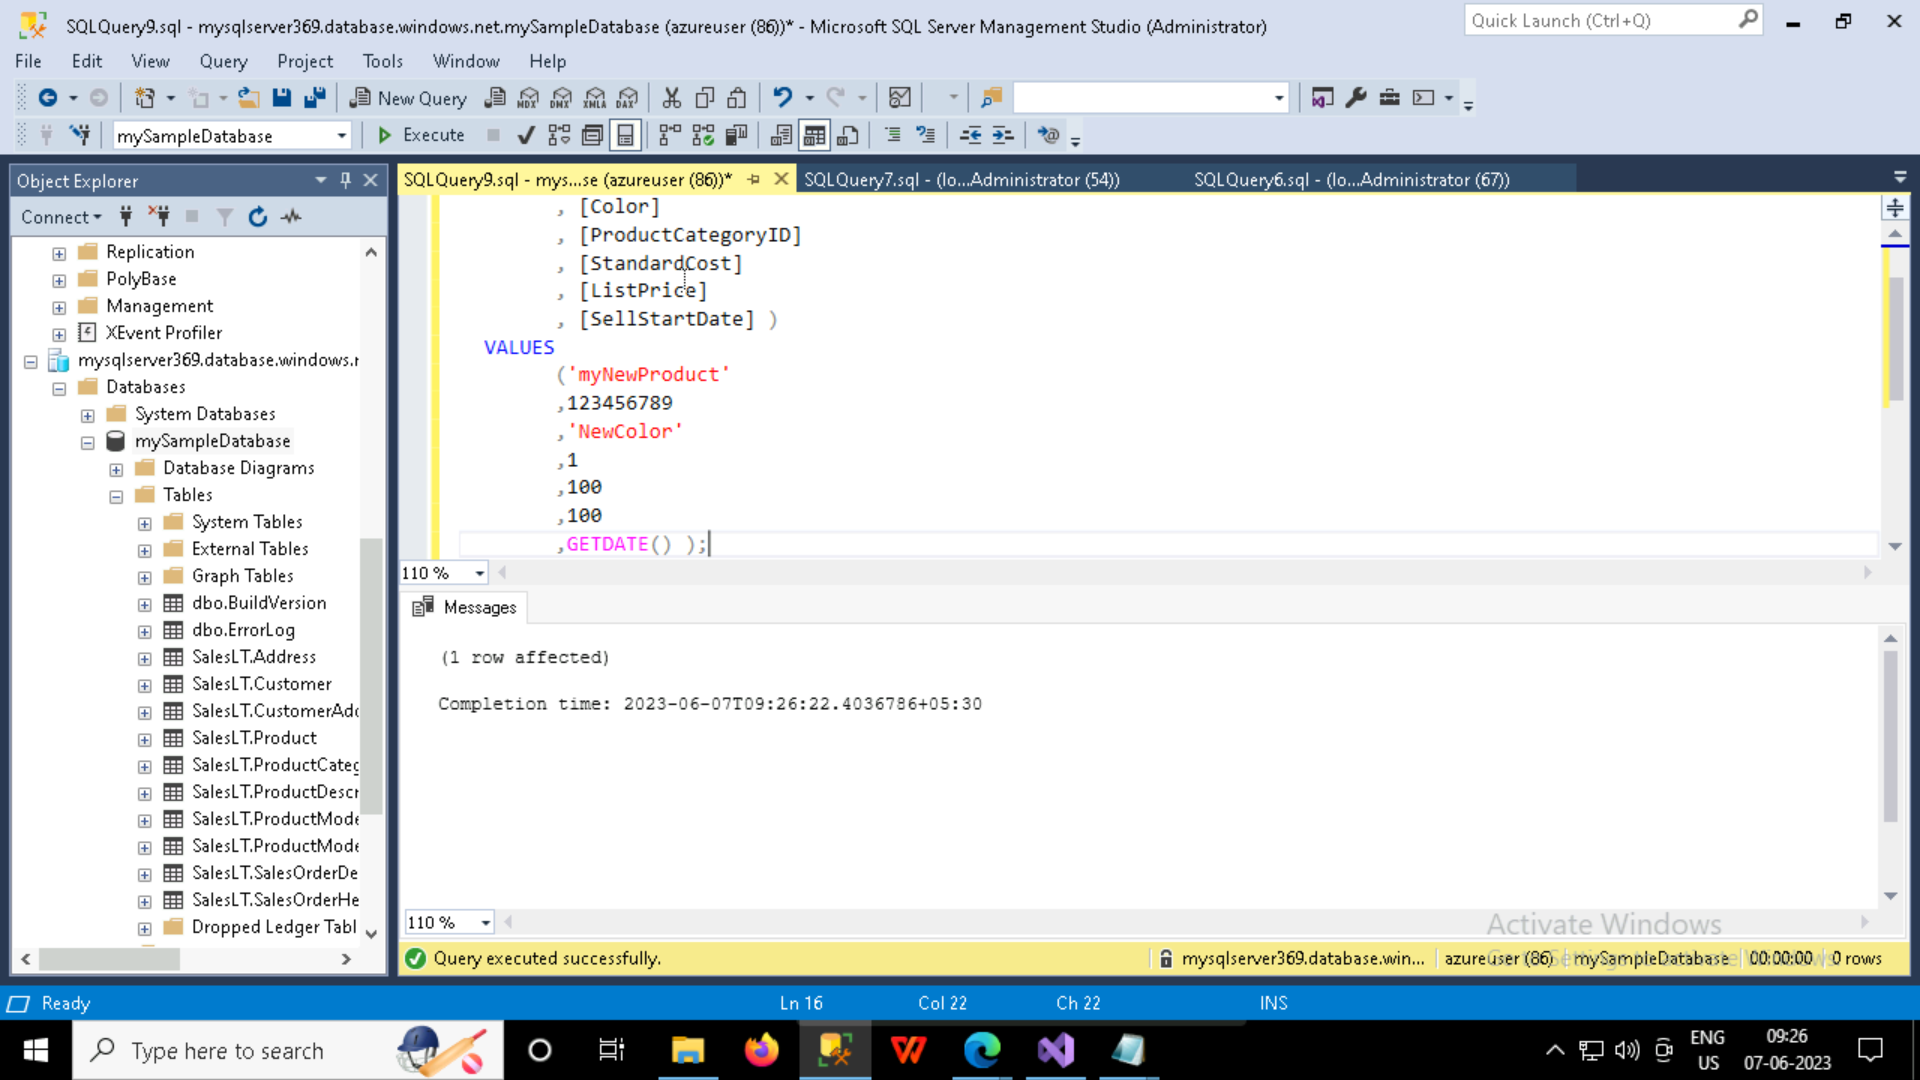 SQLQuery9.sql - mysqlserver369.database.windows.net.mySampleDatabase (azureuser (86))* - Microsoft SQL Server Management Studio (Administrator)
Quick Launch (Ctrl+Q)
File Edit View Query Project Tools Window Help
New Query MDX DMX XMLA DAX
mySampleDatabase Execute
Object Explorer
Connect
Replication
PolyBase
Management
XEvent Profiler
mysqlserver369.database.windows.r
Databases
System Databases
mySampleDatabase
Database Diagrams
Tables
System Tables
External Tables
Graph Tables
dbo.BuildVersion
dbo.ErrorLog
SalesLT.Address
SalesLT.Customer
SalesLT.CustomerAdc
SalesLT.Product
SalesLT.ProductCateg
SalesLT.ProductDescr
SalesLT.ProductMode
SalesLT.ProductMode
SalesLT.SalesOrderDe
SalesLT.SalesOrderHe
Dropped Ledger Tabl
SQLQuery9.sql - mys...se (azureuser (86))* SQLQuery7.sql - (lo...Administrator (54)) SQLQuery6.sql - (lo...Administrator (67))
, [Color]
, [ProductCategoryID]
, [StandardCost]
, [ListPrice]
, [SellStartDate] )
VALUES
('myNewProduct'
,123456789
,'NewColor'
,1
,100
,100
,GETDATE() );
110 %
Messages
(1 row affected)
Completion time: 2023-06-07T09:26:22.4036786+05:30
110 %
Activate Windows
Query executed successfully. mysqlserver369.database.win... azureuser (86) mySampleDatabase 00:00:00 0 rows
Ready Ln 16 Col 22 Ch 22 INS
Type here to search
ENG
US
09:26
07-06-2023